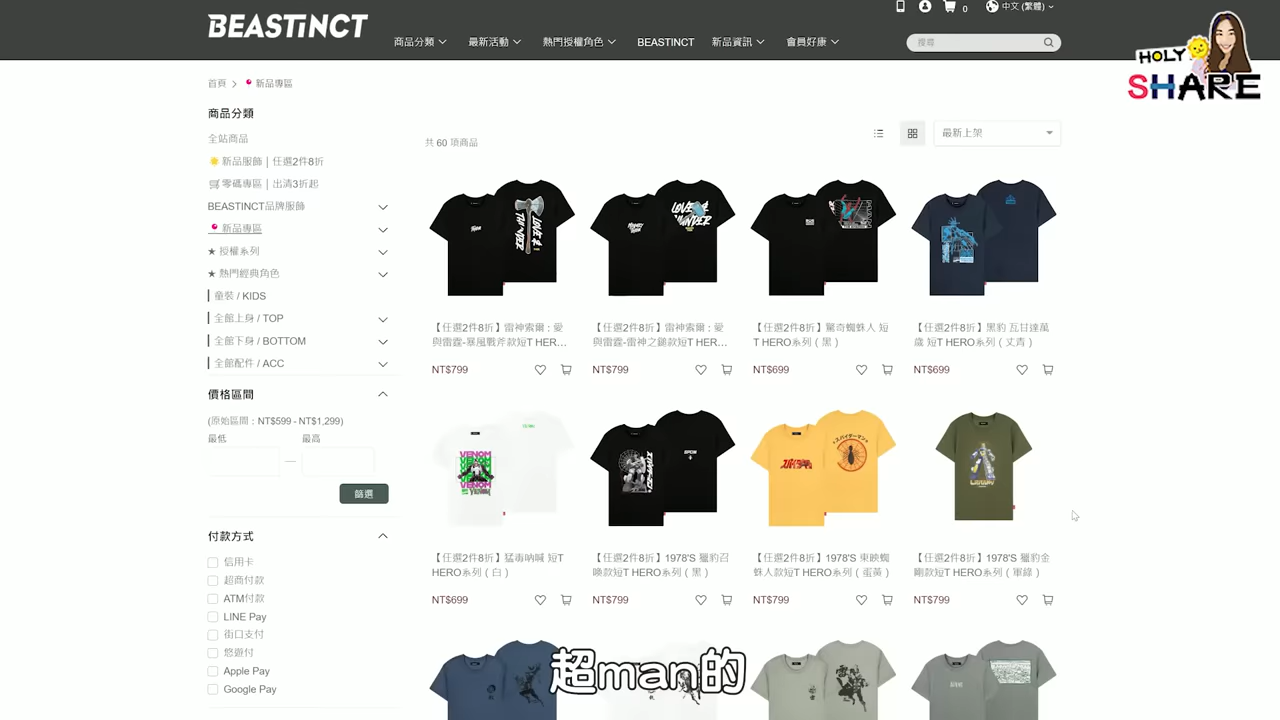 BEASTINCT
商品分類
最新活動
熱門授權角色
BEASTINCT
新品資訊
會員好康
0
中文 (繁體)
搜尋
HOLY
SHARE
首頁
新品專區
商品分類
全站商品
新品服飾｜任選2件8折
零碼專區｜出清3折起
BEASTINCT品牌服飾
新品專區
★ 授權系列
★ 熱門經典角色
童裝 / KIDS
全館上身 / TOP
全館下身 / BOTTOM
全館配件 / ACC
價格區間
(原始區間：NT$599 - NT$1,299)
最低
最高
—
篩選
付款方式
信用卡
超商付款
ATM付款
LINE Pay
街口支付
悠遊付
Apple Pay
Google Pay
共 60 項商品
最新上架
LOVE & THUNDER
LOVE & THUNDER
【任選2件8折】雷神索爾：愛
與雷霆-暴風戰斧款短T HER...
NT$799
【任選2件8折】雷神索爾：愛
與雷霆-雷神之鎚款短T HER...
NT$799
【任選2件8折】驚奇蜘蛛人 短
T HERO系列（黑）
NT$699
【任選2件8折】黑豹 瓦甘達萬
歲 短T HERO系列（丈青）
NT$699
VENOM
VENOM
スパイダーマン
【任選2件8折】猛毒吶喊 短T
HERO系列（白）
NT$699
【任選2件8折】1978'S 獵豹召
喚款短T HERO系列（黑）
NT$799
【任選2件8折】1978'S 東映蜘
蛛人款短T HERO系列（蛋黃）
NT$799
【任選2件8折】1978'S 獵豹金
剛款短T HERO系列（軍綠）
NT$799
超man的